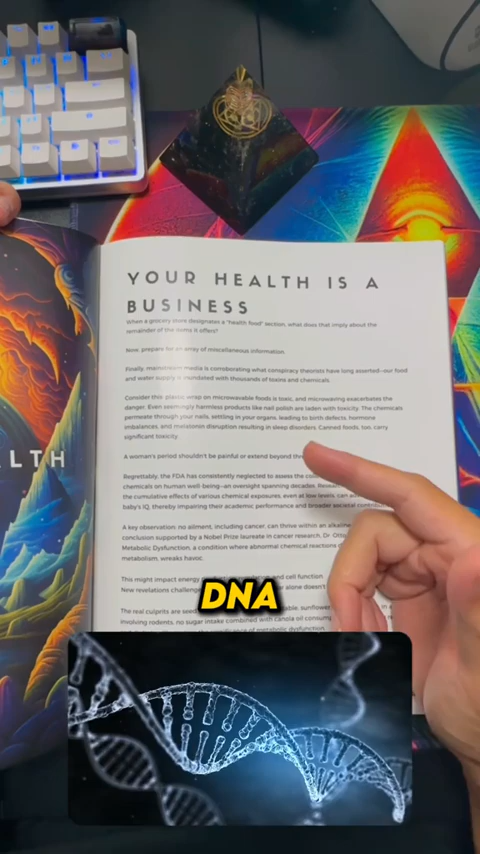 YOUR HEALTH IS A
BUSINESS
When a grocery store designates a "health food" section, what does that imply about the
remainder of the items it offers?
Now, prepare for an array of miscellaneous information.
Finally, mainstream media is corroborating what conspiracy theorists have long asserted—our food
and water supply is inundated with thousands of toxins and chemicals.
Consider this: plastic wrap on microwavable foods is toxic, and microwaving exacerbates the
danger. Even seemingly harmless products like nail polish are laden with toxicity. The chemicals
permeate through your nails, settling in your organs, leading to birth defects, hormone
imbalances, and melatonin disruption resulting in sleep disorders. Canned foods, too, carry
significant toxicity.
A woman's period shouldn't be painful or extend beyond
ALTH
Regrettably, the FDA has consistently neglected to assess the
chemicals on human well-being—an oversight spanning decades.
the cumulative effects of various chemical exposures, even at low levels, can
baby's IQ, thereby impairing their academic performance and broader societal
A key observation: no ailment, including cancer, can thrive within an alkaline
conclusion supported by a Nobel Prize laureate in cancer research, Dr. Otto
Metabolic Dysfunction, a condition where abnormal chemical reactions
metabolism, wreaks havoc.
This might impact energy and cell function
New revelations alone doesn't
DNA
The real culprits are seed sunflower in
involving rodents, no sugar intake combined with canola oil
of metabolic dysfunction.